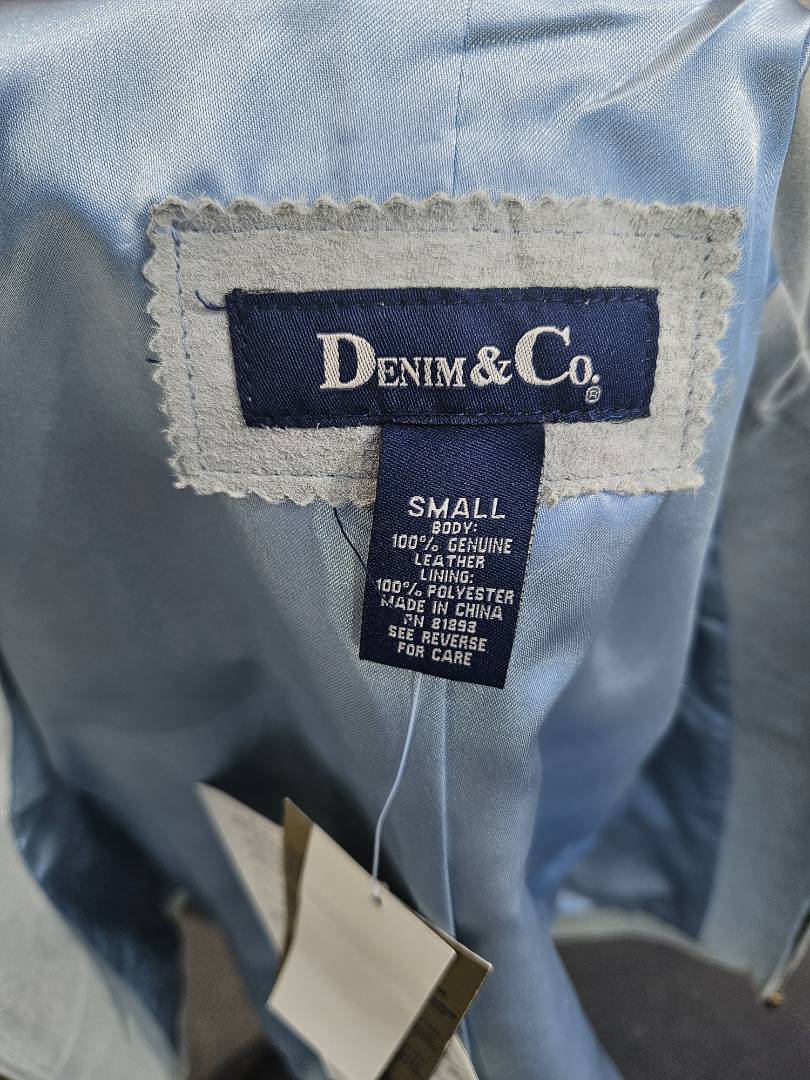 DENIM & CO.®
SMALL
BODY:
100% GENUINE
LEATHER
LINING:
100% POLYESTER
MADE IN CHINA
RN 81893
SEE REVERSE
FOR CARE